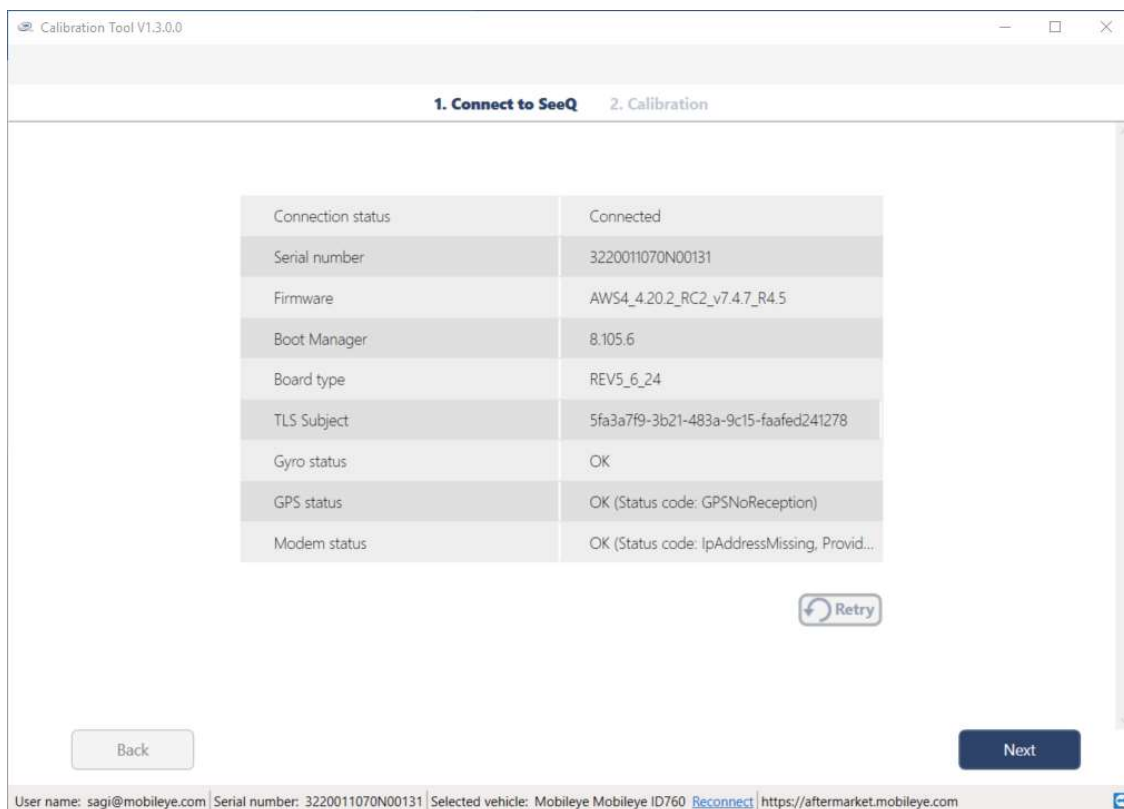 Calibration Tool V1.3.0.0
1. Connect to SeeQ 2. Calibration
Connection status Connected
Serial number 3220011070N00131
Firmware AWS4_4.20.2_RC2_v7.4.7_R4.5
Boot Manager 8.105.6
Board type REV5_6_24
TLS Subject 5fa3a7f9-3b21-483a-9c15-faafed241278
Gyro status OK
GPS status OK (Status code: GPSNoReception)
Modem status OK (Status code: IpAddressMissing, Provid...
Retry
Back Next
User name: sagi@mobileye.com Serial number: 3220011070N00131 Selected vehicle: Mobileye Mobileye ID760 Reconnect https://aftermarket.mobileye.com